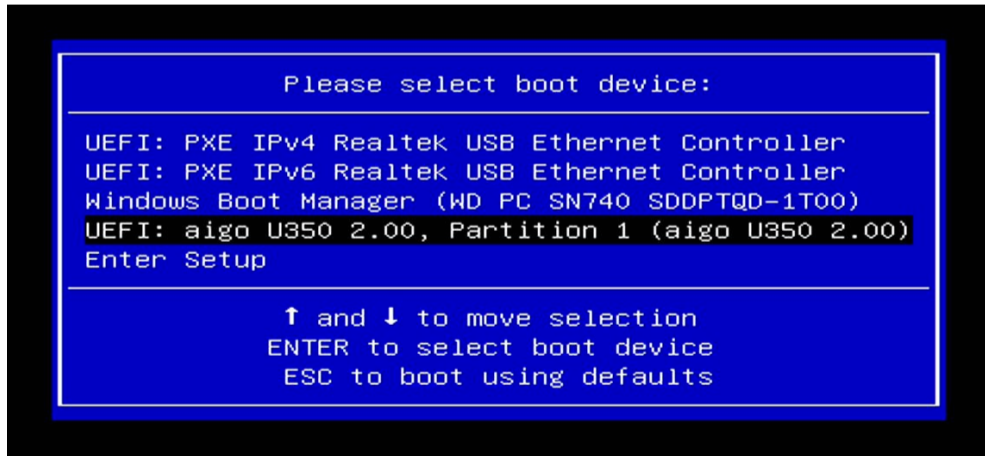 Please select boot device:
UEFI: PXE IPv4 Realtek USB Ethernet Controller
UEFI: PXE IPv6 Realtek USB Ethernet Controller
Windows Boot Manager (WD PC SN740 SDDPTQD-1T00)
UEFI: aigo U350 2.00, Partition 1 (aigo U350 2.00)
Enter Setup
↑ and ↓ to move selection
ENTER to select boot device
ESC to boot using defaults